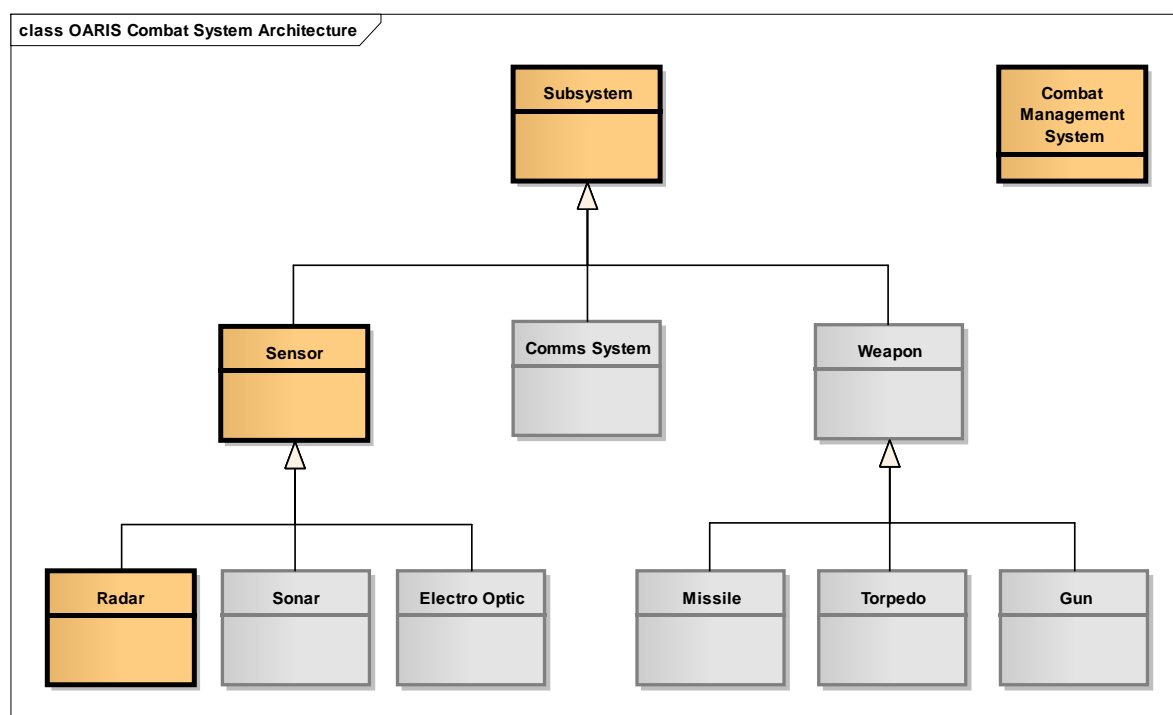 class OARIS Combat System Architecture
Subsystem
Combat
Management
System
Sensor
Comms System
Weapon
Radar
Sonar
Electro Optic
Missile
Torpedo
Gun